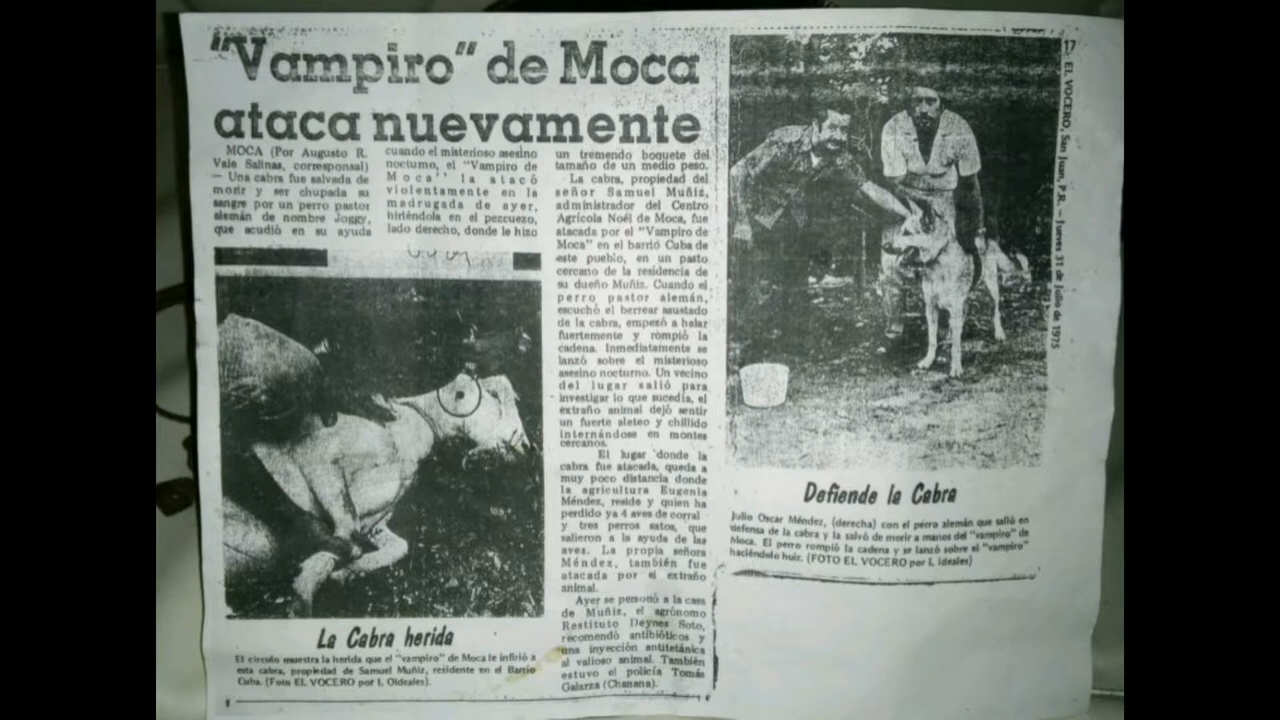 "Vampiro" de Moca
ataca nuevamente
MOCA (Por Augusto R.
Vale Salinas, corresponsal)
— Una cabra fue salvada de
morir y ser chupada su
sangre por un perro pastor
alemán de nombre Joggy,
que acudió en su ayuda
cuando el misterioso asesino
nocturno, el "Vampiro de
Moca" la atacó
violentamente en la
madrugada de ayer,
hiriéndola en el pezcuezo,
lado derecho, donde le hizo
un tremendo boquete del
tamaño de un medio peso.
La cabra, propiedad del
señor Samuel Muñiz,
administrador del Centro
Agrícola Noél de Moca, fue
atacada por el "Vampiro de
Moca" en el barrio Cuba de
este pueblo, en un pasto
cercano de la residencia de
su dueño Muñiz. Cuando el
perro pastor alemán,
escuchó el berrear asustado
de la cabra, empezó a halar
fuertemente y rompió la
cadena. Inmediatamente se
lanzó sobre el misterioso
asesino nocturno. Un vecino
del lugar salió para
investigar lo que sucedía, el
extraño animal dejó sentir
un fuerte aleteo y chillido
internándose en montes
cercanos.
El lugar donde la
cabra fue atacada, queda a
muy poco distancia donde
la agricultura Eugenia
Méndez, reside y quien ha
perdido ya 4 aves de corral
y tres perros satos, que
salieron a la ayuda de las
aves. La propia señora
Méndez, también fue
atacada por el extraño
animal.
Ayer se personó a la casa
de Muñiz, el agrónomo
Restituto Deynes Soto,
recomendó antibióticos y
una inyección antitetánica
al valioso animal. También
estuvo el policía Tomás
Galarza (Chanana).
La Cabra herida
El círculo muestra la herida que el "vampiro" de Moca le infirió a
esta cabra, propiedad de Samuel Muñiz, residente en el Barrio
Cuba. (Foto EL VOCERO por I. Oldeales).
17
EL VOCERO, San Juan, P.R. — Jueves 31 de julio de 1975
Defiende la Cabra
Julio Oscar Méndez, (derecha) con el perro alemán que salió en
defensa de la cabra y la salvó de morir a manos del "vampiro" de
Moca. El perro rompió la cadena y se lanzó sobre el "vampiro"
haciéndolo huir. (FOTO EL VOCERO por I. Ideales)